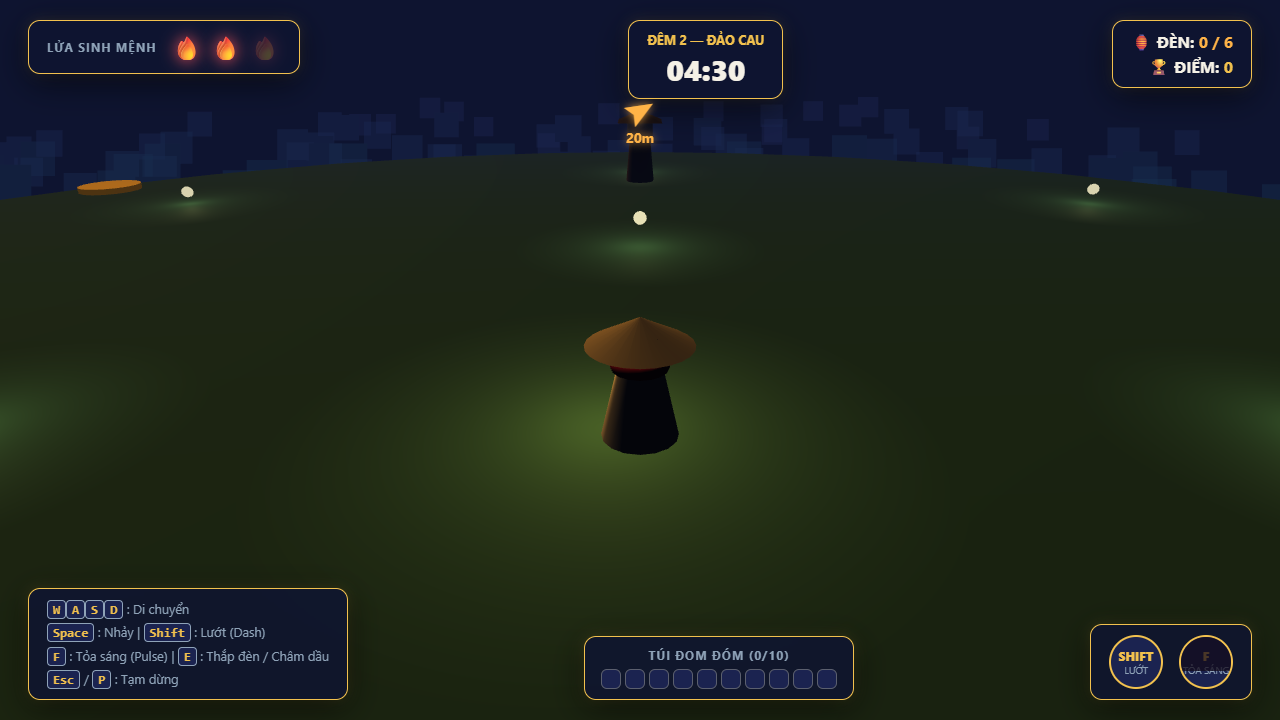 LỬA SINH MỆNH
ĐÊM 2 — ĐẢO CAU
04:30
ĐÈN: 0 / 6
ĐIỂM: 0
20m
W A S D : Di chuyển
Space : Nhảy | Shift : Lướt (Dash)
F : Tỏa sáng (Pulse) | E : Thắp đèn / Châm dầu
Esc / P : Tạm dừng
TÚI ĐOM ĐÓM (0/10)
SHIFT
LƯỚT
F
TỎA SÁNG